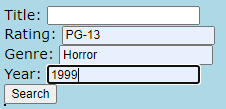 Title:
Rating: PG-13
Genre: Horror
Year: 1999
Search